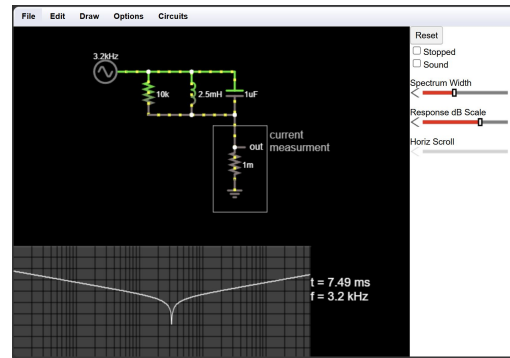 File Edit Draw Options Circuits
Reset
Stopped
Sound
Spectrum Width
Response dB Scale
Horiz Scroll
3.2kHz
10k
2.5mH
1uF
current
measurment
out
1m
t = 7.49 ms
f = 3.2 kHz